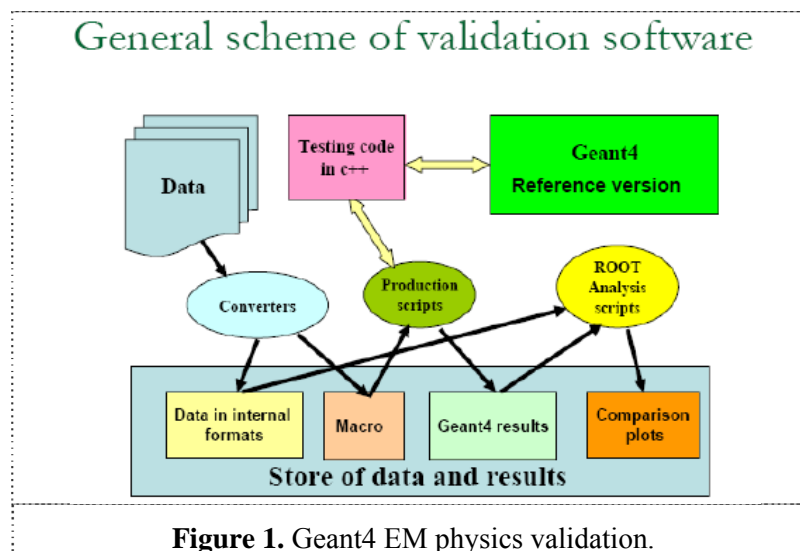 General scheme of validation software
Data
Testing code
in c++
Geant4
Reference version
Converters
Production
scripts
ROOT
Analysis
scripts
Data in internal
formats
Macro
Geant4 results
Comparison
plots
Store of data and results
Figure 1. Geant4 EM physics validation.